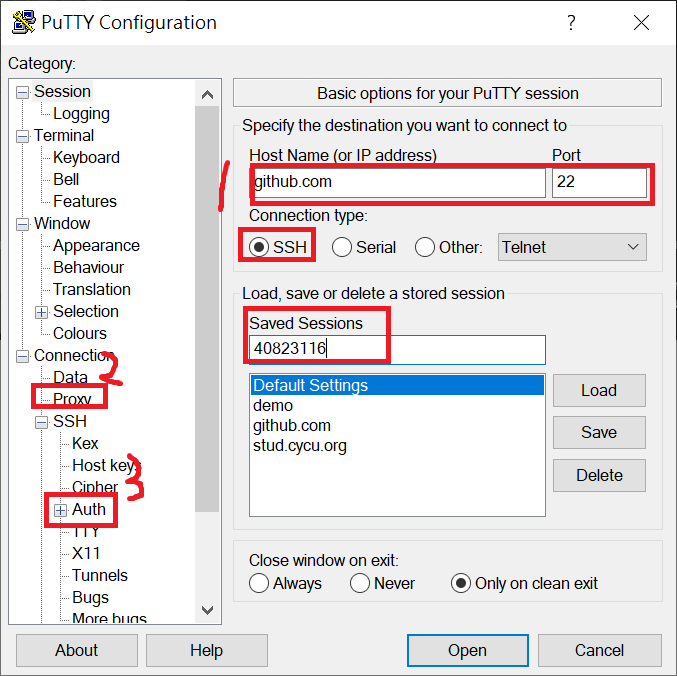 PuTTY Configuration
?
Category:
Session
Logging
Terminal
Keyboard
Bell
Features
Window
Appearance
Behaviour
Translation
Selection
Colours
Connection
Data
2
Proxy
SSH
Kex
Host keys
Cipher
3
Auth
TTY
X11
Tunnels
Bugs
More bugs
Basic options for your PuTTY session
Specify the destination you want to connect to
Host Name (or IP address) Port
1
github.com 22
Connection type:
SSH Serial Other: Telnet
Load, save or delete a stored session
Saved Sessions
40823116
Default Settings
demo
github.com
stud.cycu.org
Load
Save
Delete
Close window on exit:
Always Never Only on clean exit
About Help Open Cancel